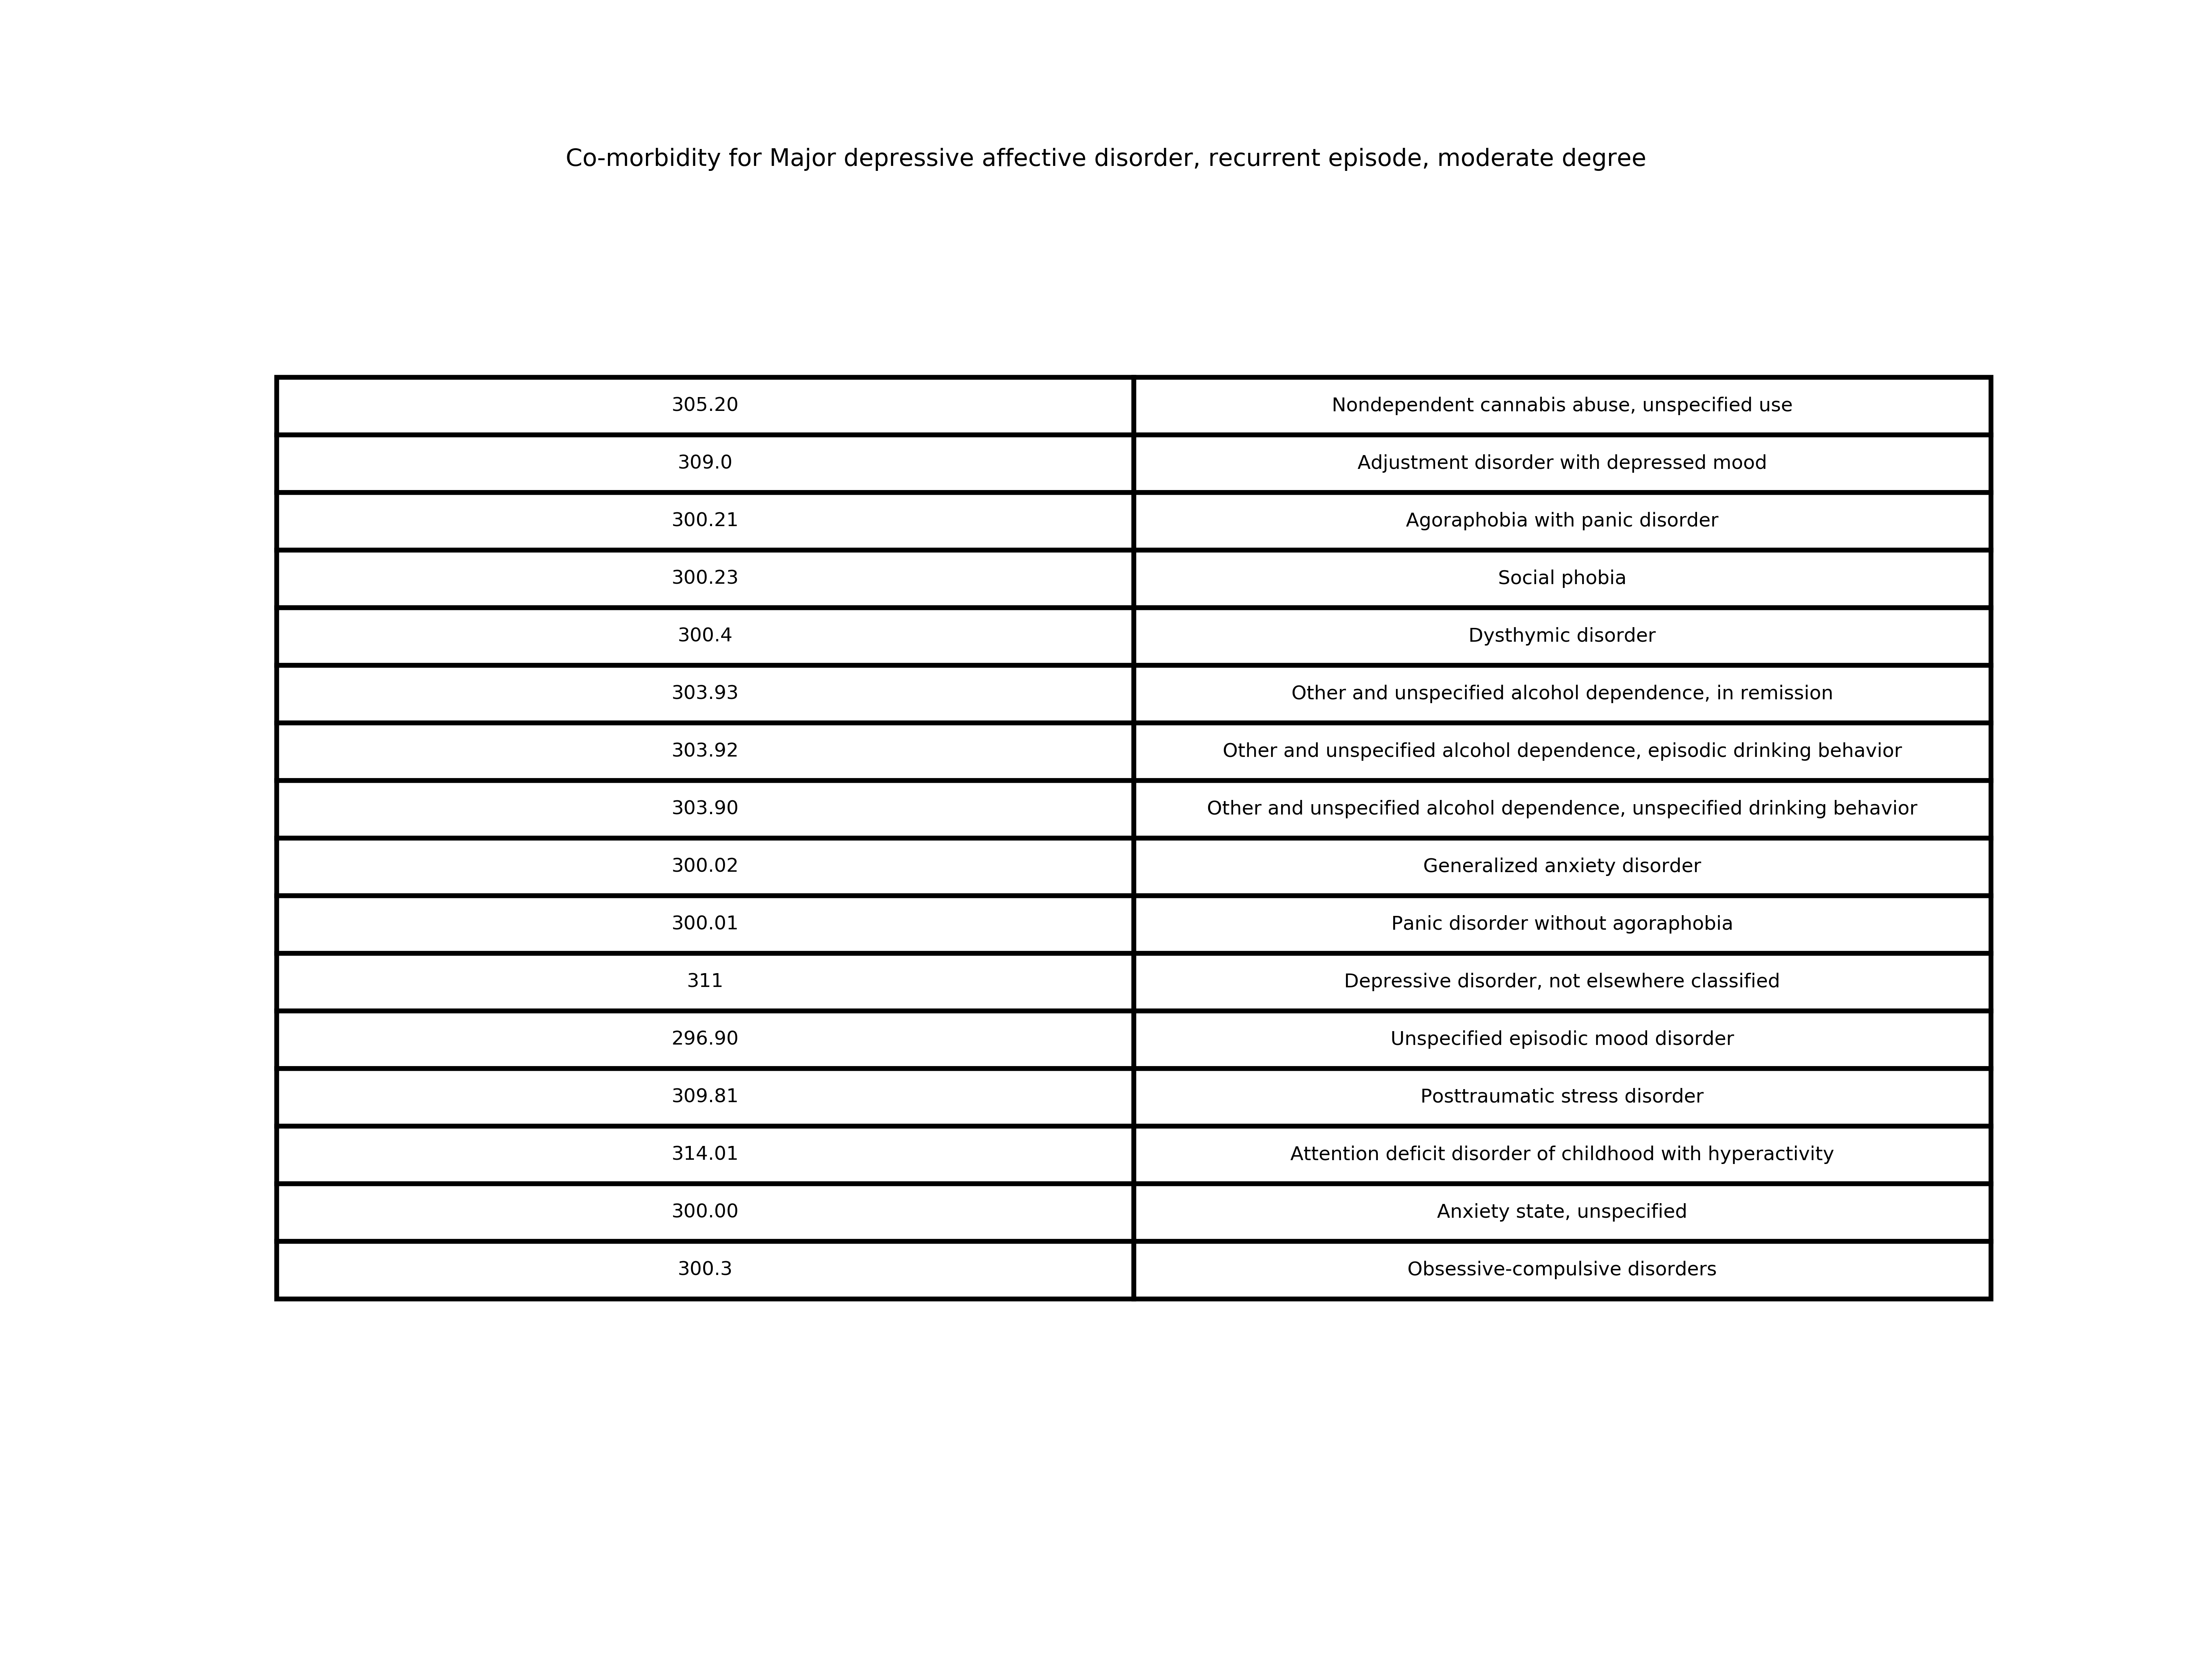 Co-morbidity for Major depressive affective disorder, recurrent episode, moderate degree
305.20 Nondependent cannabis abuse, unspecified use
309.0 Adjustment disorder with depressed mood
300.21 Agoraphobia with panic disorder
300.23 Social phobia
300.4 Dysthymic disorder
303.93 Other and unspecified alcohol dependence, in remission
303.92 Other and unspecified alcohol dependence, episodic drinking behavior
303.90 Other and unspecified alcohol dependence, unspecified drinking behavior
300.02 Generalized anxiety disorder
300.01 Panic disorder without agoraphobia
311 Depressive disorder, not elsewhere classified
296.90 Unspecified episodic mood disorder
309.81 Posttraumatic stress disorder
314.01 Attention deficit disorder of childhood with hyperactivity
300.00 Anxiety state, unspecified
300.3 Obsessive-compulsive disorders